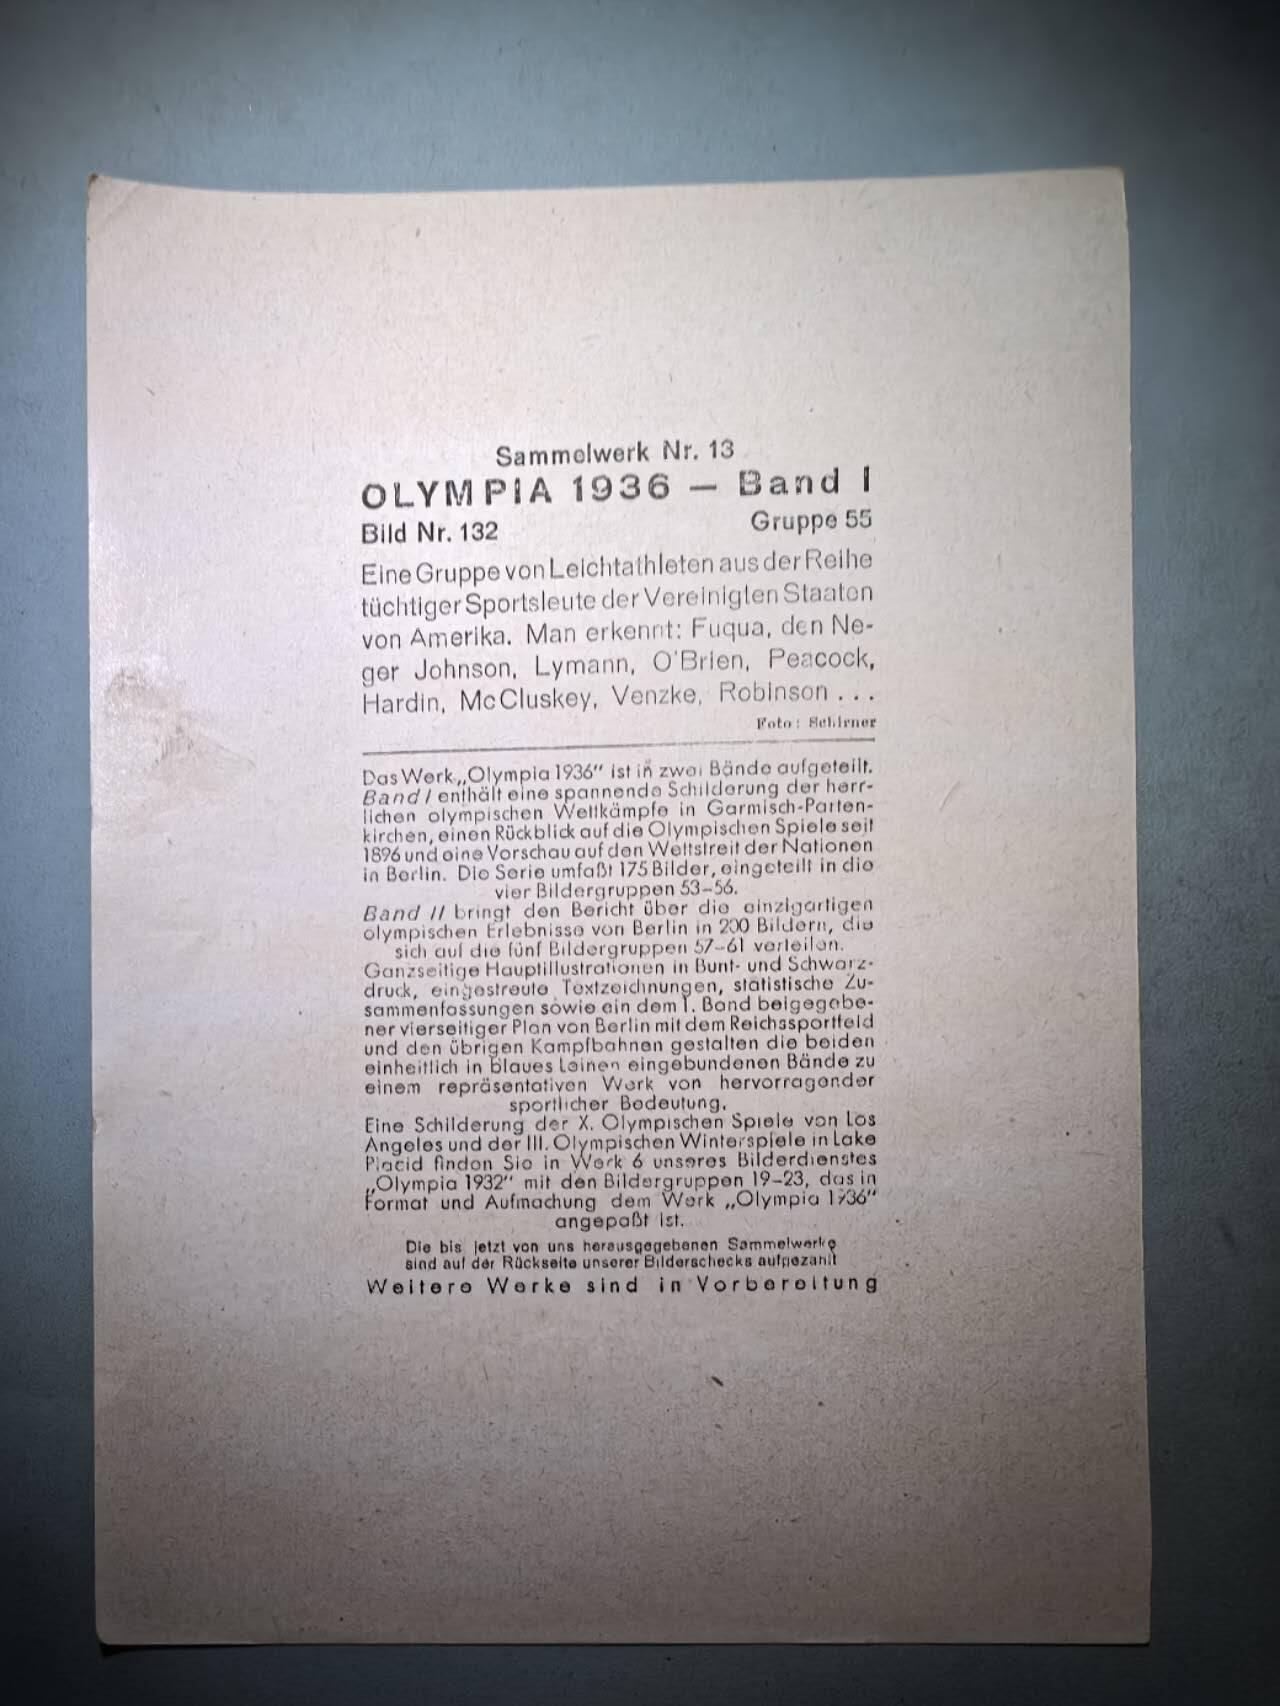 Sammelwerk Nr. 13
OLYMPIA 1936 — Band I
Bild Nr. 132 Gruppe 55
Eine Gruppe von Leichtathleten aus der Reihe
tüchtiger Sportsleute der Vereinigten Staaten
von Amerika. Man erkennt: Fuqua, den Ne-
ger Johnson, Lymann, O'Brien, Peacock,
Hardin, McCluskey, Venzke, Robinson . . .
Foto: Schirner
Das Werk „Olympia 1936“ ist in zwei Bände aufgeteilt.
Band I enthält eine spannende Schilderung der herr-
lichen olympischen Wettkämpfe in Garmisch-Parten-
kirchen, einen Rückblick auf die Olympischen Spiele seit
1896 und eine Vorschau auf den Wettstreit der Nationen
in Berlin. Die Serie umfaßt 175 Bilder, eingeteilt in die
vier Bildergruppen 53–56.
Band II bringt den Bericht über die einzigartigen
olympischen Erlebnisse von Berlin in 200 Bildern, die
sich auf die fünf Bildergruppen 57–61 verteilen.
Ganzseitige Hauptillustrationen in Bunt- und Schwarz-
druck, eingestreute Textzeichnungen, statistische Zu-
sammenfassungen sowie ein dem 1. Band beigegebe-
ner vierseitiger Plan von Berlin mit dem Reichssportfeld
und den übrigen Kampfbahnen gestalten die beiden
einheitlich in blaues Leinen eingebundenen Bände zu
einem repräsentativen Werk von hervorragender
sportlicher Bedeutung.
Eine Schilderung der X. Olympischen Spiele von Los
Angeles und der III. Olympischen Winterspiele in Lake
Placid finden Sie in Werk 6 unseres Bilderdienstes
„Olympia 1932“ mit den Bildergruppen 19–23, das in
Format und Aufmachung dem Werk „Olympia 1936“
angepaßt ist.
Die bis jetzt von uns herausgegebenen Sammelwerke
sind auf der Rückseite unserer Bilderschecks aufgezählt
Weitere Werke sind in Vorbereitung